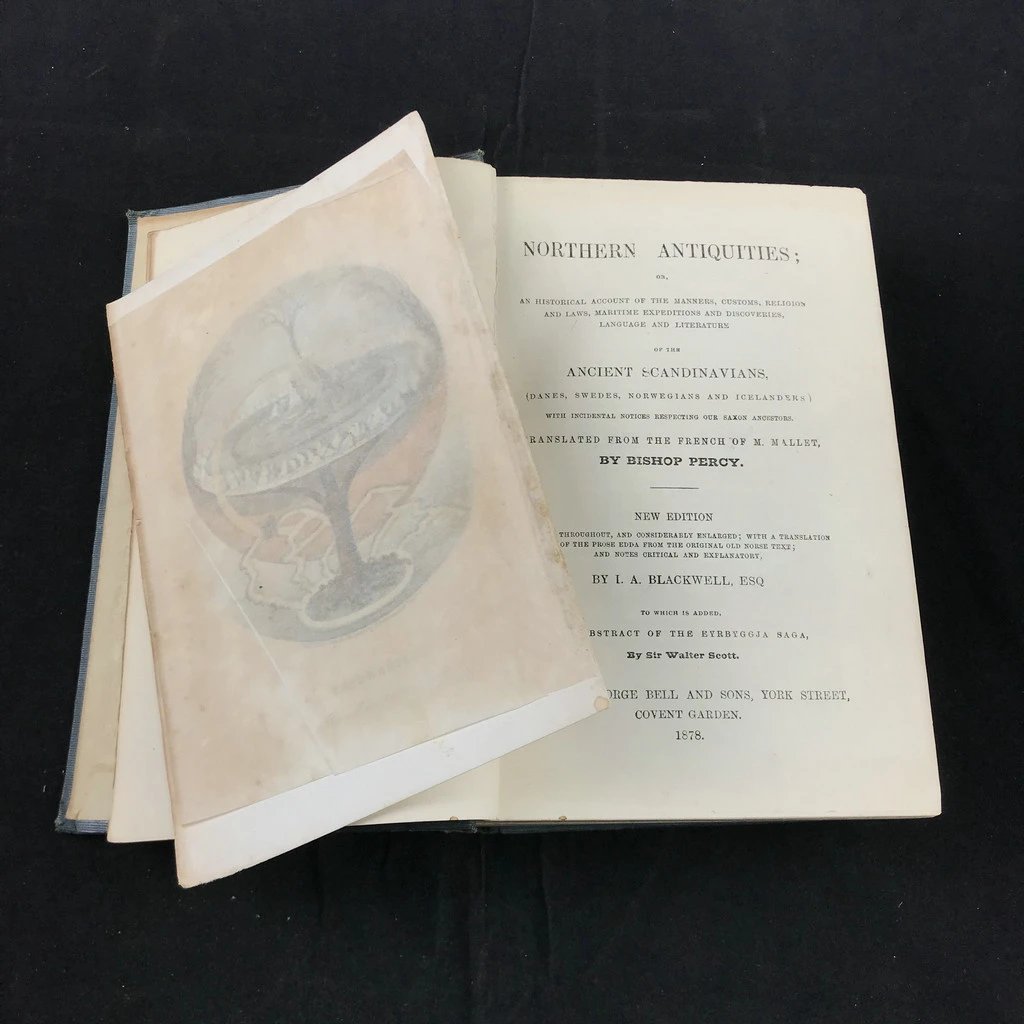 NORTHERN ANTIQUITIES;
OR,
AN HISTORICAL ACCOUNT OF THE MANNERS, CUSTOMS, RELIGION
AND LAWS, MARITIME EXPEDITIONS AND DISCOVERIES,
LANGUAGE AND LITERATURE
OF THE
ANCIENT SCANDINAVIANS,
(DANES, SWEDES, NORWEGIANS AND ICELANDERS)
WITH INCIDENTAL NOTICES RESPECTING OUR SAXON ANCESTORS.
RANSLATED FROM THE FRENCH OF M. MALLET,
BY BISHOP PERCY.
NEW EDITION
THROUGHOUT, AND CONSIDERABLY ENLARGED; WITH A TRANSLATION
OF THE PROSE EDDA FROM THE ORIGINAL OLD NORSE TEXT;
AND NOTES CRITICAL AND EXPLANATORY,
BY I. A. BLACKWELL, ESQ
TO WHICH IS ADDED,
BSTRACT OF THE EYRBYGGJA SAGA,
By Sir Walter Scott.
ORGE BELL AND SONS, YORK STREET,
COVENT GARDEN.
1878.